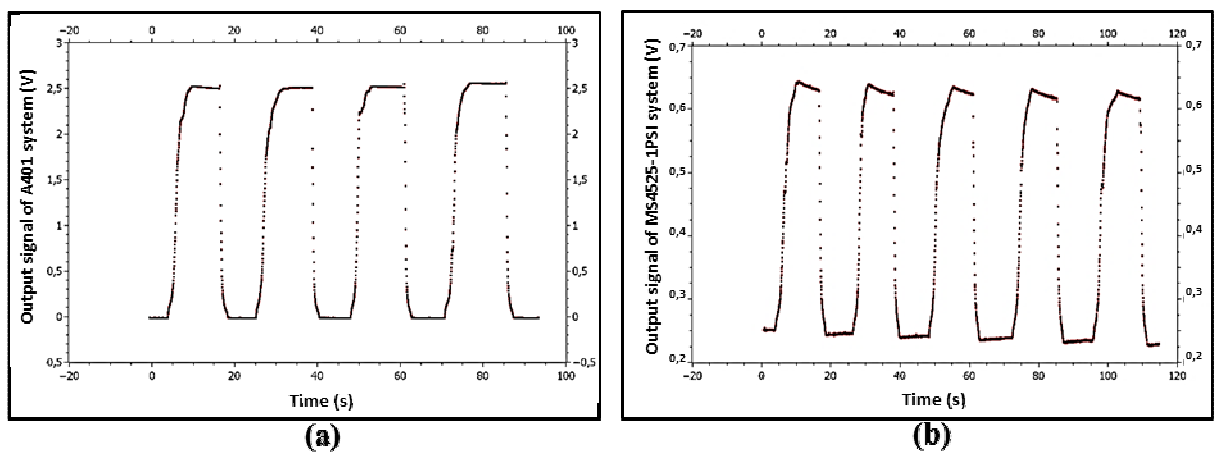 −20 0 20 40 60 80 100
3 3
2,5 2,5
2 2
1,5 1,5
1 1
0,5 0,5
0 0
0,5 −0,5
−20 0 20 40 60 80 100
Output signal of A401 system (V)
Time (s)
(a)
−20 0 20 40 60 80 100 120
0,7 0,7
0,6 0,6
0,5 0,5
0,4 0,4
0,3 0,3
0,2 0,2
−20 0 20 40 60 80 100 120
Output signal of MS4525-1PSI system (V)
Time (s)
(b)